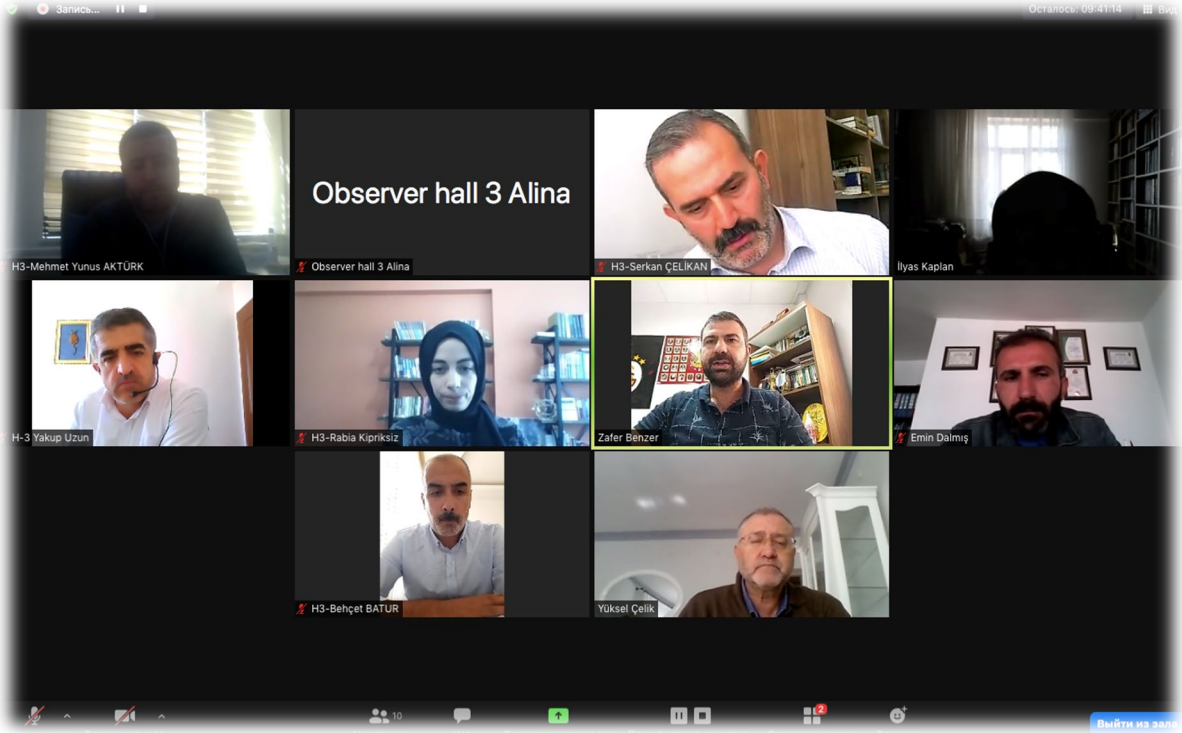 Запись...
Осталось: 09:41:14
Вид
Observer hall 3 Alina
H3-Mehmet Yunus AKTÜRK
Observer hall 3 Alina
H3-Serkan ÇELİKAN
İlyas Kaplan
H-3 Yakup Uzun
H3-Rabia Kipriksiz
Zafer Benzer
Emin Dalmış
H3-Behçet BATUR
Yüksel Çelik
10
2
Выйти из зала